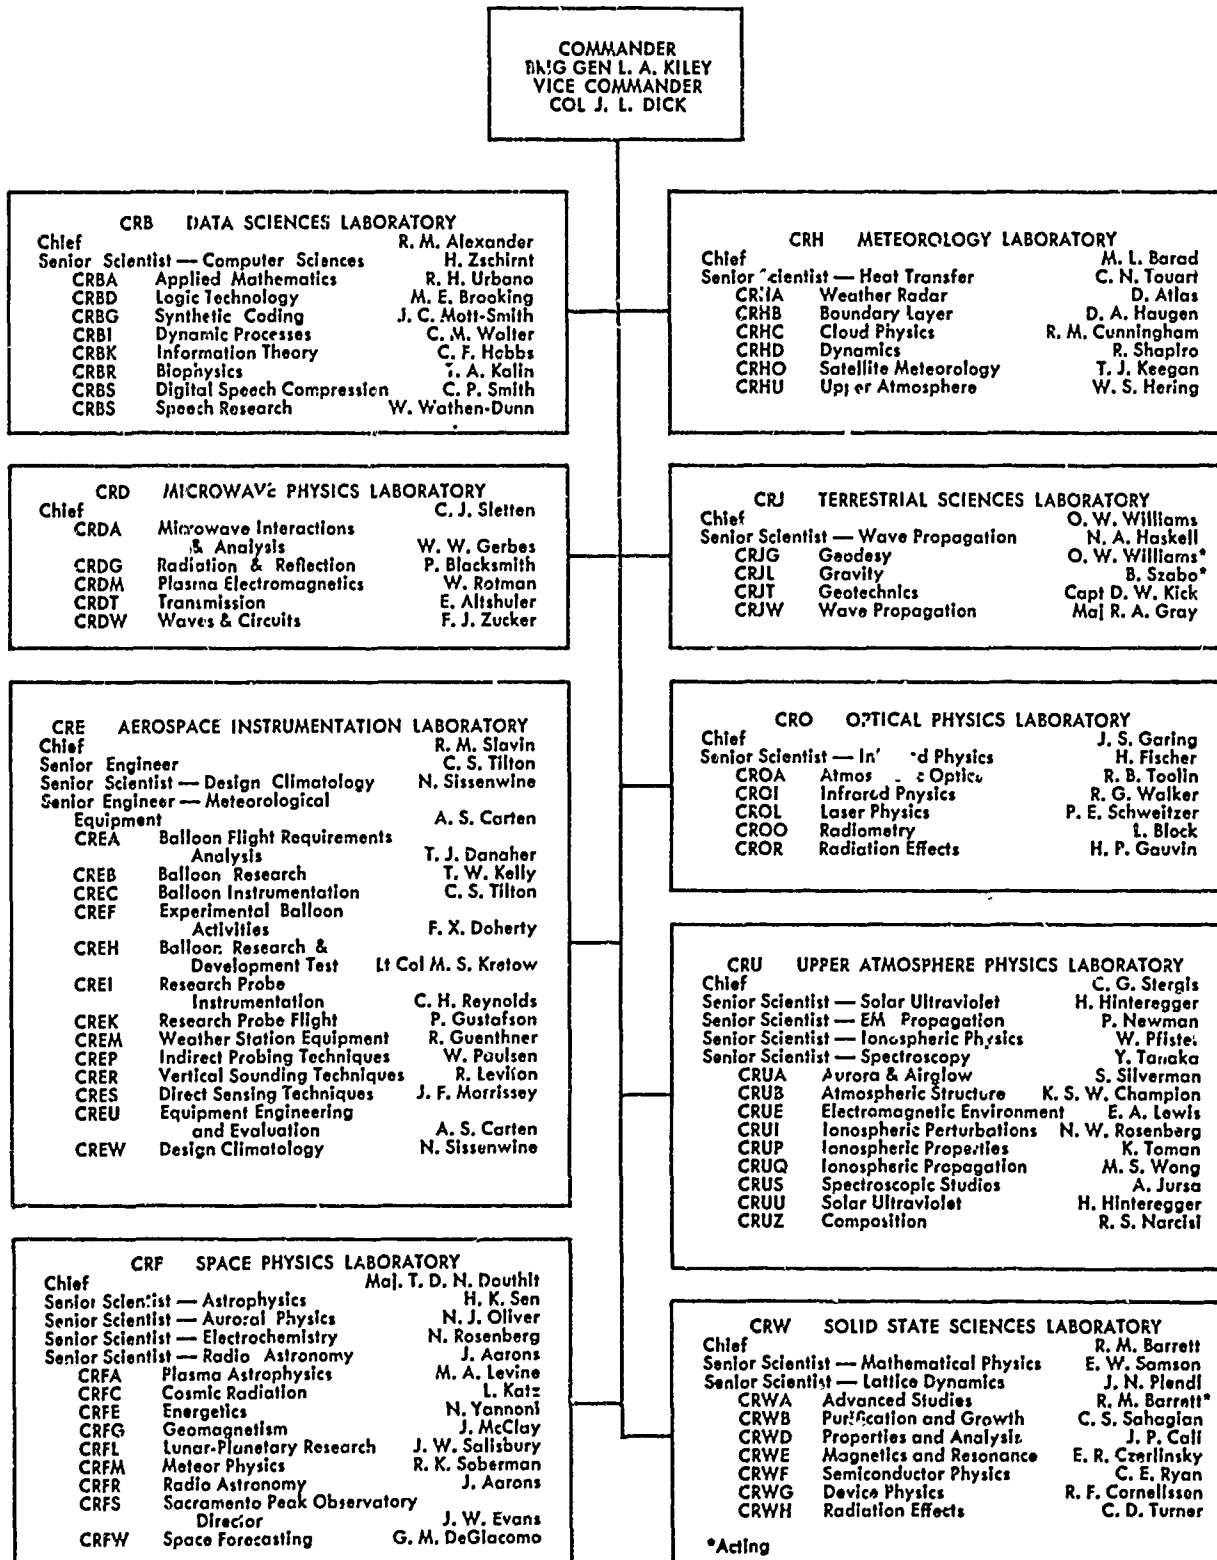 COMMANDER
BRIG GEN L. A. KILEY
VICE COMMANDER
COL J. L. DICK
CRB DATA SCIENCES LABORATORY
Chief R. M. Alexander
Senior Scientist — Computer Sciences H. Zschirnt
CRBA Applied Mathematics R. H. Urbano
CRBD Logic Technology M. E. Brooking
CRBG Synthetic Coding J. C. Mott-Smith
CRBI Dynamic Processes C. M. Walter
CRBK Information Theory C. F. Hobbs
CRBR Biophysics T. A. Kalin
CRBS Digital Speech Compression C. P. Smith
CRBS Speech Research W. Wathen-Dunn
CRD MICROWAVE PHYSICS LABORATORY
Chief C. J. Sletten
CRDA Microwave Interactions
& Analysis W. W. Gerbes
CRDG Radiation & Reflection P. Blacksmith
CRDM Plasma Electromagnetics W. Rotman
CRDT Transmission E. Altshuler
CRDW Waves & Circuits F. J. Zucker
CRE AEROSPACE INSTRUMENTATION LABORATORY
Chief R. M. Slavin
Senior Engineer C. S. Tilton
Senior Scientist — Design Climatology N. Sissenwine
Senior Engineer — Meteorological
Equipment A. S. Carten
CREA Balloon Flight Requirements
Analysis T. J. Danaher
CREB Balloon Research T. W. Kelly
CREC Balloon Instrumentation C. S. Tilton
CREF Experimental Balloon
Activities F. X. Doherty
CREH Balloon Research &
Development Test Lt Col M. S. Kretow
CREI Research Probe
Instrumentation C. H. Reynolds
CREK Research Probe Flight P. Gustafson
CREM Weather Station Equipment R. Guenthner
CREP Indirect Probing Techniques W. Paulsen
CRER Vertical Sounding Techniques R. Leviton
CRES Direct Sensing Techniques J. F. Morrissey
CREU Equipment Engineering
and Evaluation A. S. Carten
CREW Design Climatology N. Sissenwine
CRF SPACE PHYSICS LABORATORY
Chief Maj. T. D. N. Douthit
Senior Scientist — Astrophysics H. K. Sen
Senior Scientist — Auroral Physics N. J. Oliver
Senior Scientist — Electrochemistry N. Rosenberg
Senior Scientist — Radio Astronomy J. Aarons
CRFA Plasma Astrophysics M. A. Levine
CRFC Cosmic Radiation L. Katz
CRFE Energetics N. Yannoni
CRFG Geomagnetism J. McClay
CRFL Lunar-Planetary Research J. W. Salisbury
CRFM Meteor Physics R. K. Soberman
CRFR Radio Astronomy J. Aarons
CRFS Sacramento Peak Observatory
Director J. W. Evans
CRFW Space Forecasting G. M. DeGiacomo
CRH METEOROLOGY LABORATORY
Chief M. L. Barad
Senior Scientist — Heat Transfer C. N. Touart
CRHA Weather Radar D. Atlas
CRHB Boundary Layer D. A. Haugen
CRHC Cloud Physics R. M. Cunningham
CRHD Dynamics R. Shapiro
CRHO Satellite Meteorology T. J. Keegan
CRHU Upper Atmosphere W. S. Hering
CRJ TERRESTRIAL SCIENCES LABORATORY
Chief O. W. Williams
Senior Scientist — Wave Propagation N. A. Haskell
CRJG Geodesy O. W. Williams*
CRJL Gravity B. Szabo*
CRJT Geotechnics Capt D. W. Kick
CRJW Wave Propagation Maj R. A. Gray
CRO OPTICAL PHYSICS LABORATORY
Chief J. S. Garing
Senior Scientist — Infrared Physics H. Fischer
CROA Atmos Optics R. B. Toolin
CROI Infrared Physics R. G. Walker
CROL Laser Physics P. E. Schweitzer
CROO Radiometry L. Block
CROR Radiation Effects H. P. Gauvin
CRU UPPER ATMOSPHERE PHYSICS LABORATORY
Chief C. G. Stergis
Senior Scientist — Solar Ultraviolet H. Hinteregger
Senior Scientist — EM Propagation P. Newman
Senior Scientist — Ionospheric Physics W. Pfister
Senior Scientist — Spectroscopy Y. Tanaka
CRUA Aurora & Airglow S. Silverman
CRUB Atmospheric Structure K. S. W. Champion
CRUE Electromagnetic Environment E. A. Lewis
CRUI Ionospheric Perturbations N. W. Rosenberg
CRUP Ionospheric Properties K. Toman
CRUQ Ionospheric Propagation M. S. Wong
CRUS Spectroscopic Studies A. Jursa
CRUU Solar Ultraviolet H. Hinteregger
CRUZ Composition R. S. Narcisi
CRW SOLID STATE SCIENCES LABORATORY
Chief R. M. Barrett
Senior Scientist — Mathematical Physics E. W. Samson
Senior Scientist — Lattice Dynamics J. N. Plendl
CRWA Advanced Studies R. M. Barrett*
CRWB Purification and Growth C. S. Sahagian
CRWD Properties and Analysis J. P. Cali
CRWE Magnetics and Resonance E. R. Czerlinsky
CRWF Semiconductor Physics C. E. Ryan
CRWG Device Physics R. F. Cornelisson
CRWH Radiation Effects C. D. Turner
*Acting